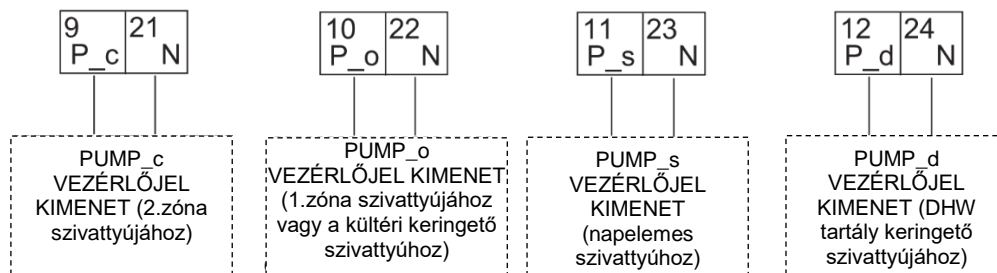 9 21
P_c N
10 22
P_o N
11 23
P_s N
12 24
P_d N
PUMP_c
VEZÉRLŐJEL
KIMENET (2.zóna
szivattyújához)
PUMP_o
VEZÉRLŐJEL KIMENET
(1.zóna szivattyújához
vagy a kültéri keringető
szivattyúhoz)
PUMP_s
VEZÉRLŐJEL
KIMENET
(napelemes
szivattyúhoz)
PUMP_d
VEZÉRLŐJEL
KIMENET (DHW
tartály keringető
szivattyújához)